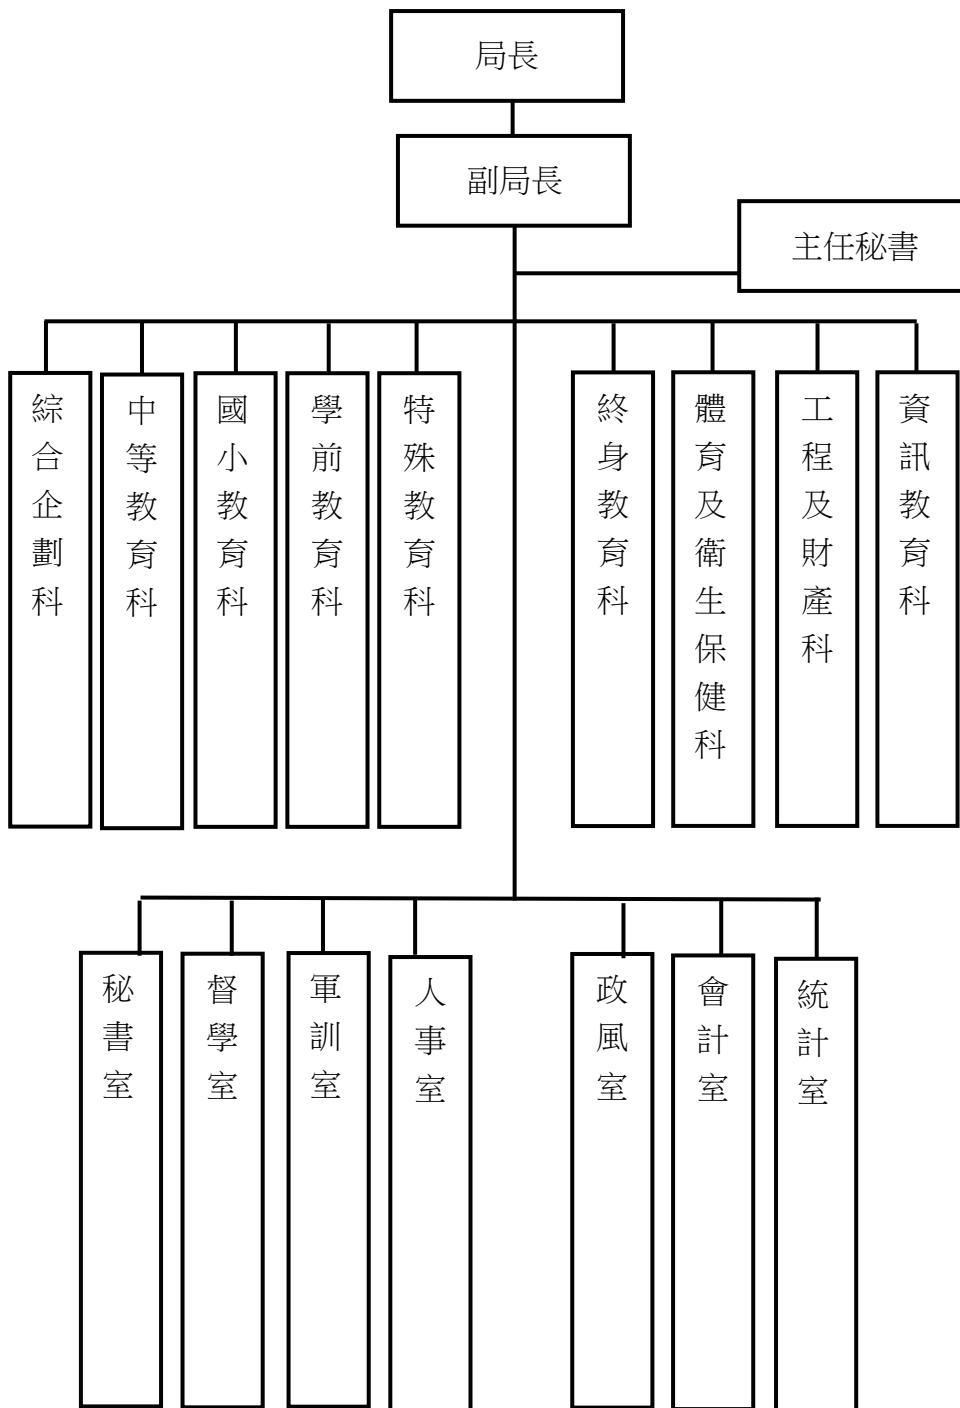 局長
副局長
主任秘書
綜合企劃科
中等教育科
國小教育科
學前教育科
特殊教育科
終身教育科
體育及衛生保健科
工程及財產科
資訊教育科
秘書室
督學室
軍訓室
人事室
政風室
會計室
統計室